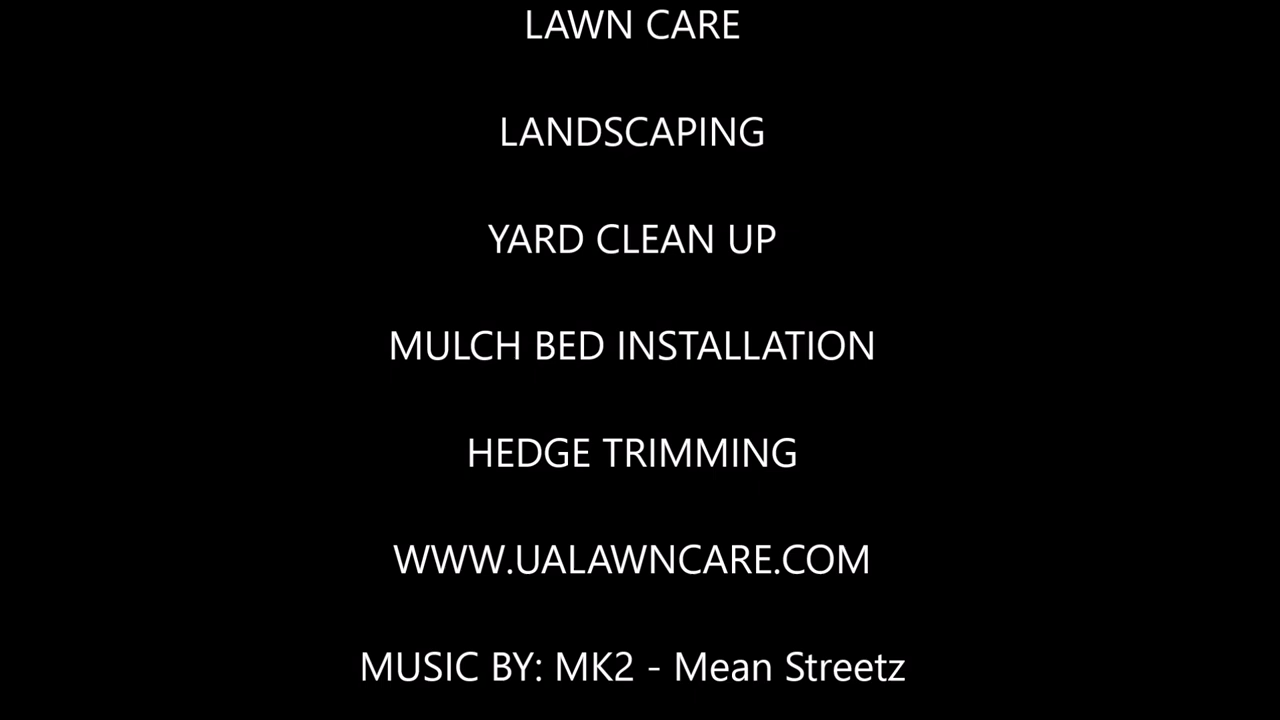 LAWN CARE
LANDSCAPING
YARD CLEAN UP
MULCH BED INSTALLATION
HEDGE TRIMMING
WWW.UALAWNCARE.COM
MUSIC BY: MK2 - Mean Streetz